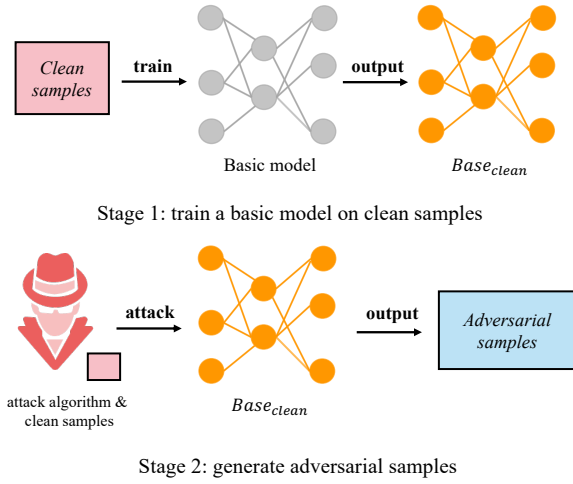 Clean
samples
train
output
Basic model
Base_clean
Stage 1: train a basic model on clean samples
attack
output
Adversarial
samples
attack algorithm &
clean samples
Base_clean
Stage 2: generate adversarial samples